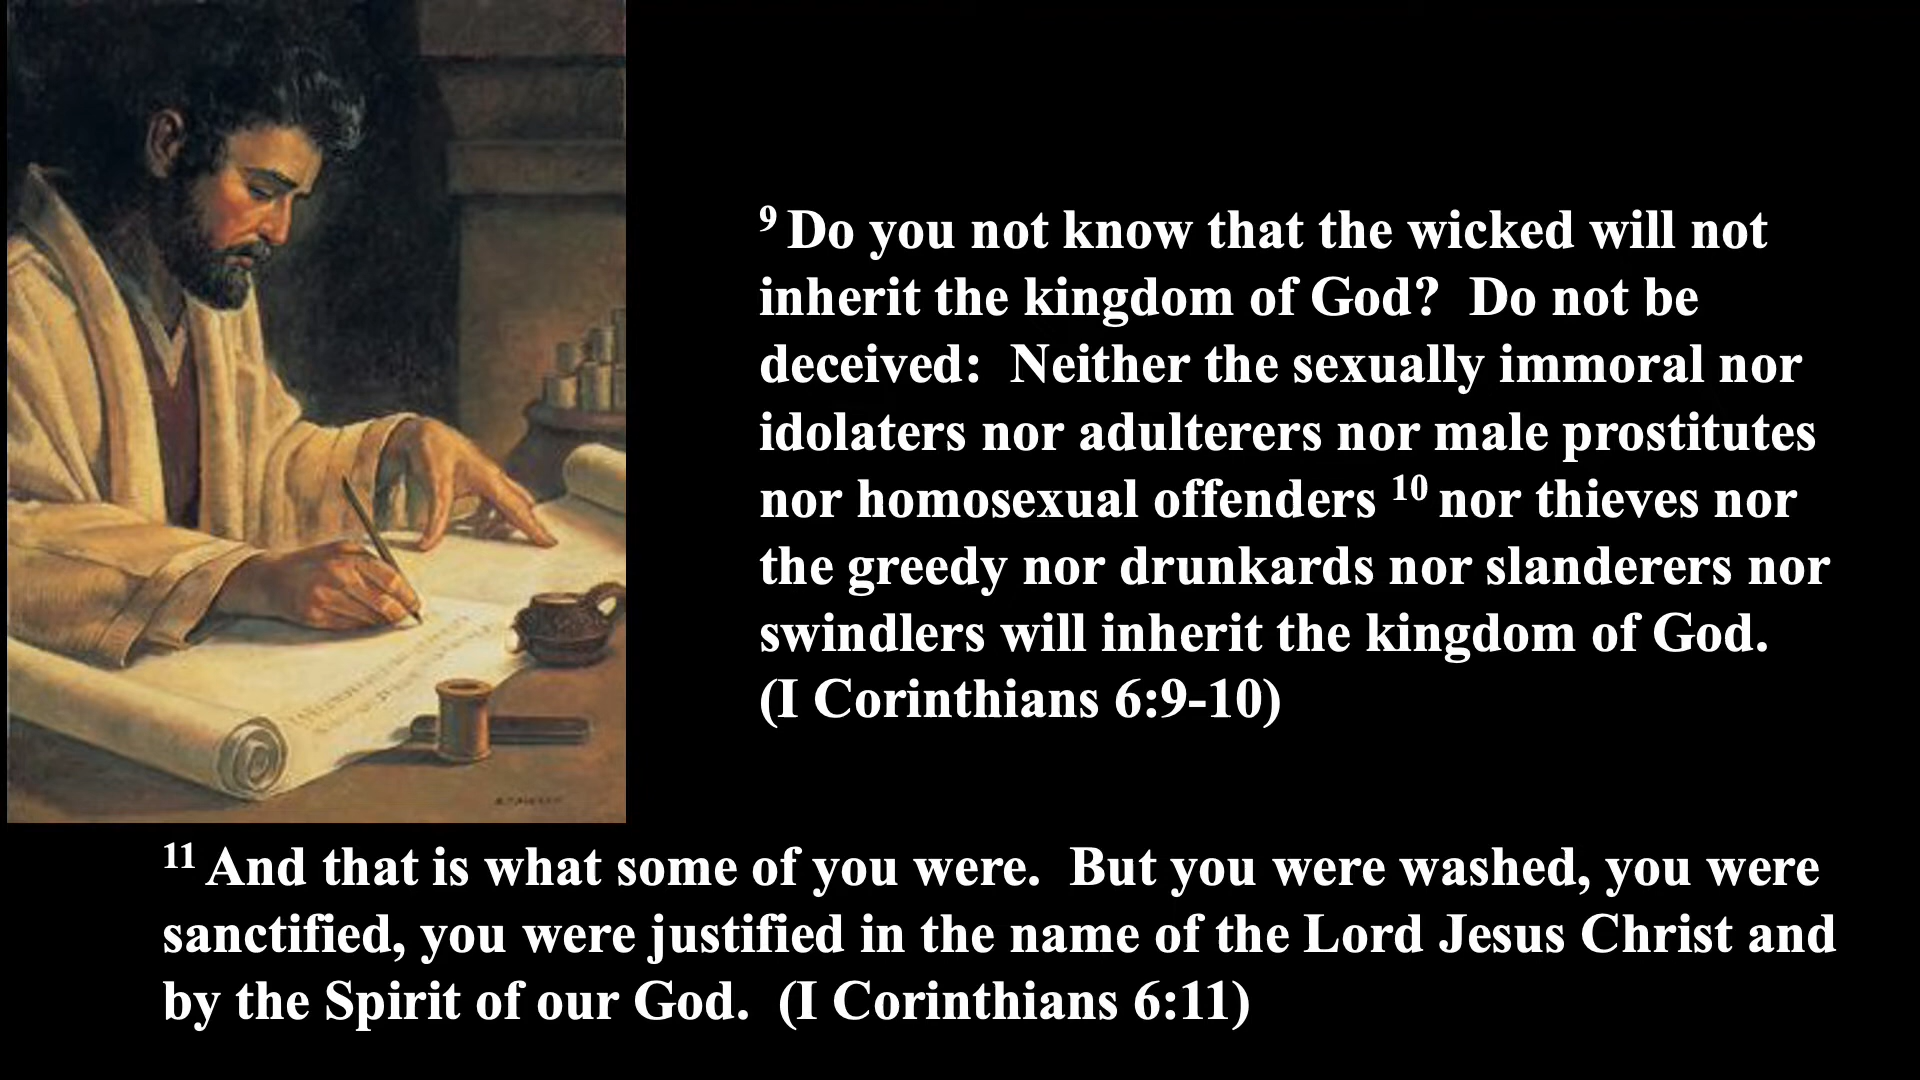 9 Do you not know that the wicked will not
inherit the kingdom of God?  Do not be
deceived:  Neither the sexually immoral nor
idolaters nor adulterers nor male prostitutes
nor homosexual offenders 10 nor thieves nor
the greedy nor drunkards nor slanderers nor
swindlers will inherit the kingdom of God.
(I Corinthians 6:9-10)
11 And that is what some of you were.  But you were washed, you were
sanctified, you were justified in the name of the Lord Jesus Christ and
by the Spirit of our God.  (I Corinthians 6:11)